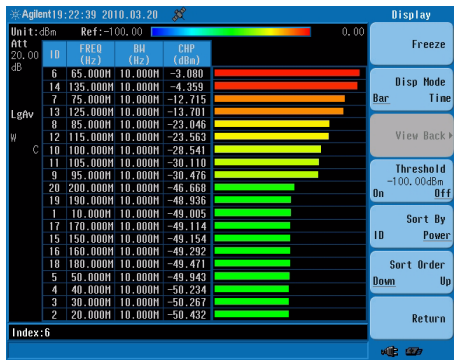 Agilent 19:22:39 2010.03.20
Display
Unit:dBm Ref:-100.00 0.00
Att
20.00
dB
LgAv
W
C
ID FREQ (Hz) BW (Hz) CHP (dBm)
6 65.000M 10.000M -3.080
14 135.000M 10.000M -4.359
7 75.000M 10.000M -12.715
13 125.000M 10.000M -13.701
8 85.000M 10.000M -23.046
12 115.000M 10.000M -23.563
10 100.000M 10.000M -28.541
11 105.000M 10.000M -30.110
9 95.000M 10.000M -30.476
20 200.000M 10.000M -46.668
19 190.000M 10.000M -48.936
1 10.000M 10.000M -49.005
17 170.000M 10.000M -49.114
15 150.000M 10.000M -49.154
16 160.000M 10.000M -49.292
18 180.000M 10.000M -49.471
5 50.000M 10.000M -49.943
4 40.000M 10.000M -50.234
3 30.000M 10.000M -50.267
2 20.000M 10.000M -50.432
Index:6
Freeze
Disp Mode
Bar Time
View Back
Threshold
-100.00dBm
On Off
Sort By
ID Power
Sort Order
Down Up
Return